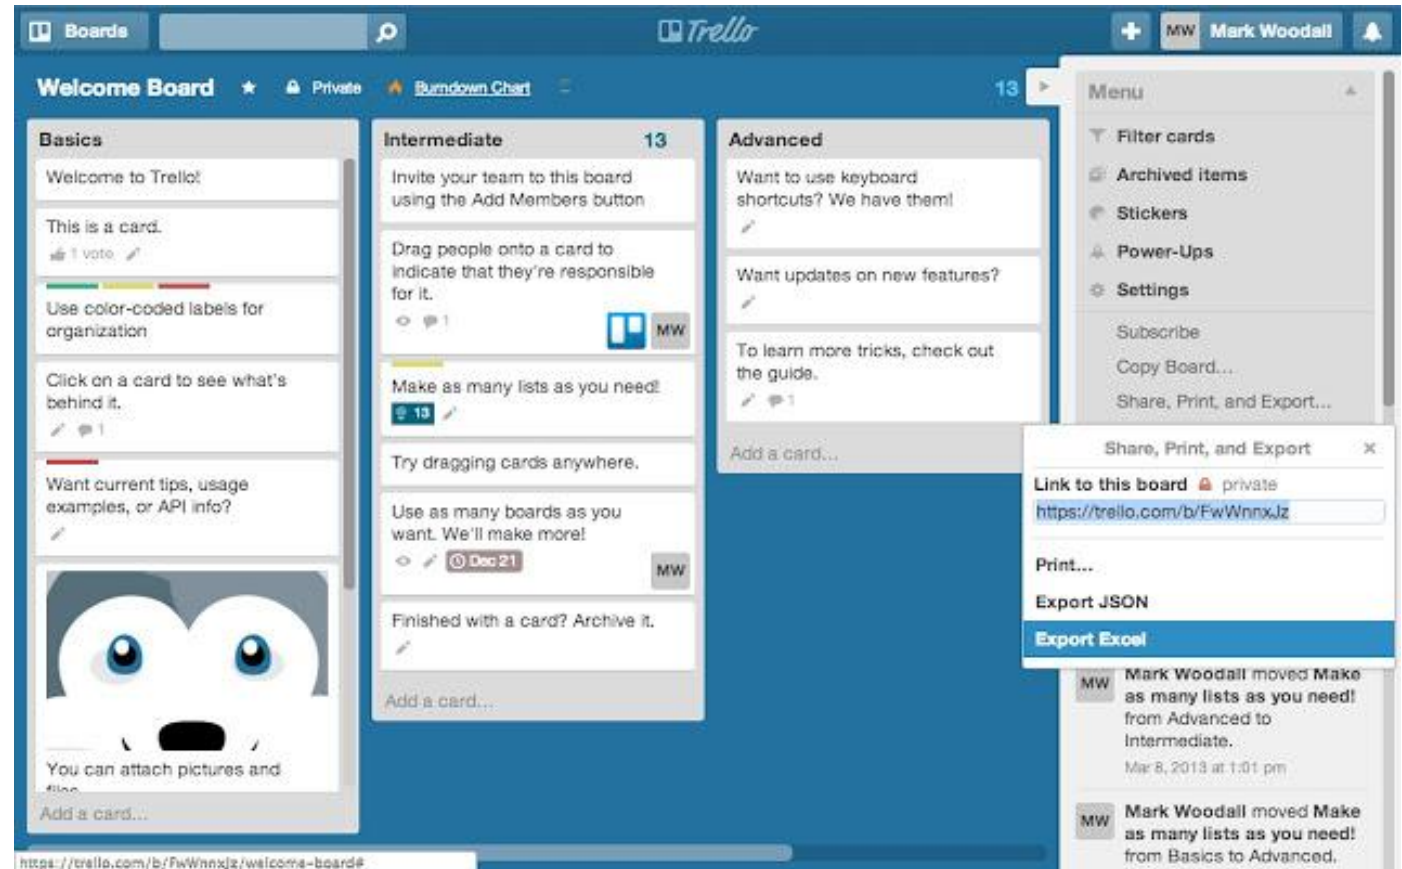 Boards
Trello
MW Mark Woodall
Welcome Board
Private
Burndown Chart
13
Basics
Welcome to Trello!
This is a card.
1 vote
Use color-coded labels for
organization
Click on a card to see what's
behind it.
1
Want current tips, usage
examples, or API info?
You can attach pictures and
files
Add a card...
Intermediate 13
Invite your team to this board
using the Add Members button
Drag people onto a card to
indicate that they're responsible
for it.
1
MW
Make as many lists as you need!
13
Try dragging cards anywhere.
Use as many boards as you
want. We'll make more!
Dec 21
MW
Finished with a card? Archive it.
Add a card...
Advanced
Want to use keyboard
shortcuts? We have them!
Want updates on new features?
To learn more tricks, check out
the guide.
1
Add a card...
Menu
Filter cards
Archived items
Stickers
Power-Ups
Settings
Subscribe
Copy Board...
Share, Print, and Export...
Share, Print, and Export
Link to this board private
https://trello.com/b/FwWnnxJz
Print...
Export JSON
Export Excel
MW
Mark Woodall moved Make
as many lists as you need!
from Advanced to
Intermediate.
Mar 8, 2013 at 1:01 pm
MW
Mark Woodall moved Make
as many lists as you need!
from Basics to Advanced.
https://trello.com/b/FwWnnxJz/welcome-board#